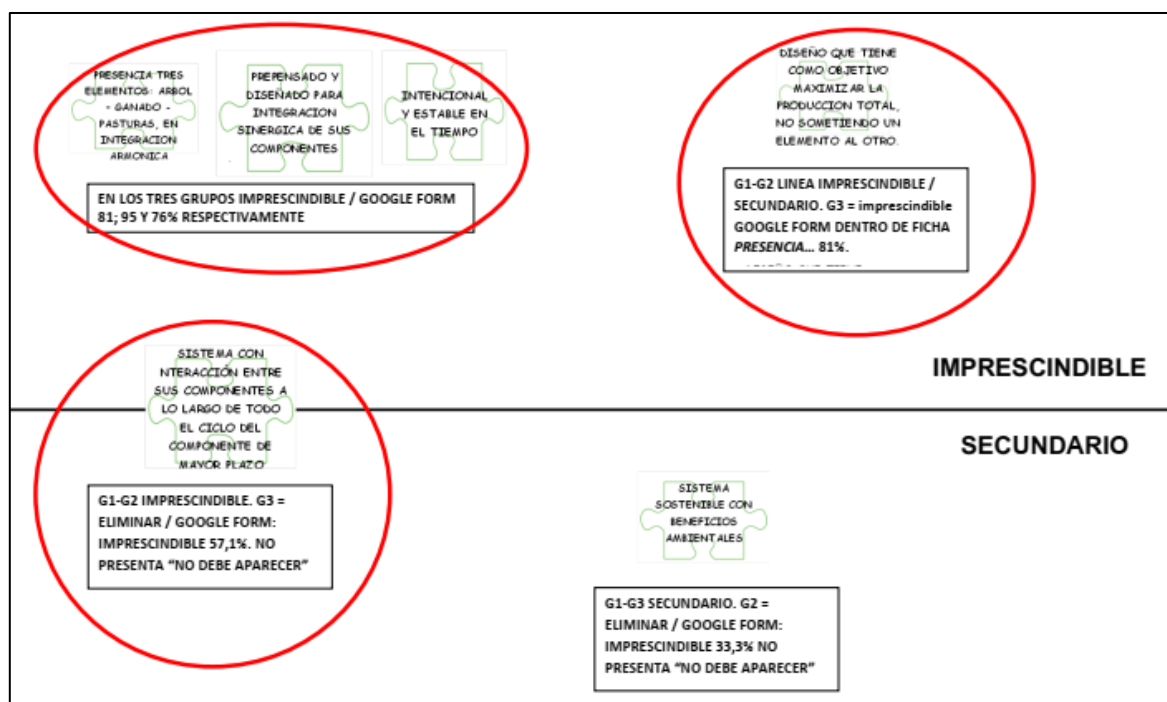 PRESENCIA TRES
ELEMENTOS: ARBOL
- GANADO -
PASTURAS, EN
INTEGRACION
ARMONICA
PREPENSADO Y
DISEÑADO PARA
INTEGRACION
SINERGICA DE SUS
COMPONENTES
INTENCIONAL
Y ESTABLE EN
EL TIEMPO
EN LOS TRES GRUPOS IMPRESCINDIBLE / GOOGLE FORM
81; 95 Y 76% RESPECTIVAMENTE
DISEÑO QUE TIENE
COMO OBJETIVO
MAXIMIZAR LA
PRODUCCION TOTAL,
NO SOMETIENDO UN
ELEMENTO AL OTRO.
G1-G2 LINEA IMPRESCINDIBLE /
SECUNDARIO. G3 = imprescindible
GOOGLE FORM DENTRO DE FICHA
PRESENCIA... 81%.
IMPRESCINDIBLE
SISTEMA CON
NTERACCIÓN ENTRE
SUS COMPONENTES A
LO LARGO DE TODO
EL CICLO DEL
COMPONENTE DE
MAYOR PLAZO
SECUNDARIO
G1-G2 IMPRESCINDIBLE. G3 =
ELIMINAR / GOOGLE FORM:
IMPRESCINDIBLE 57,1%. NO
PRESENTA “NO DEBE APARECER”
SISTEMA
SOSTENIBLE CON
BENEFICIOS
AMBIENTALES
G1-G3 SECUNDARIO. G2 =
ELIMINAR / GOOGLE FORM:
IMPRESCINDIBLE 33,3% NO
PRESENTA “NO DEBE APARECER”